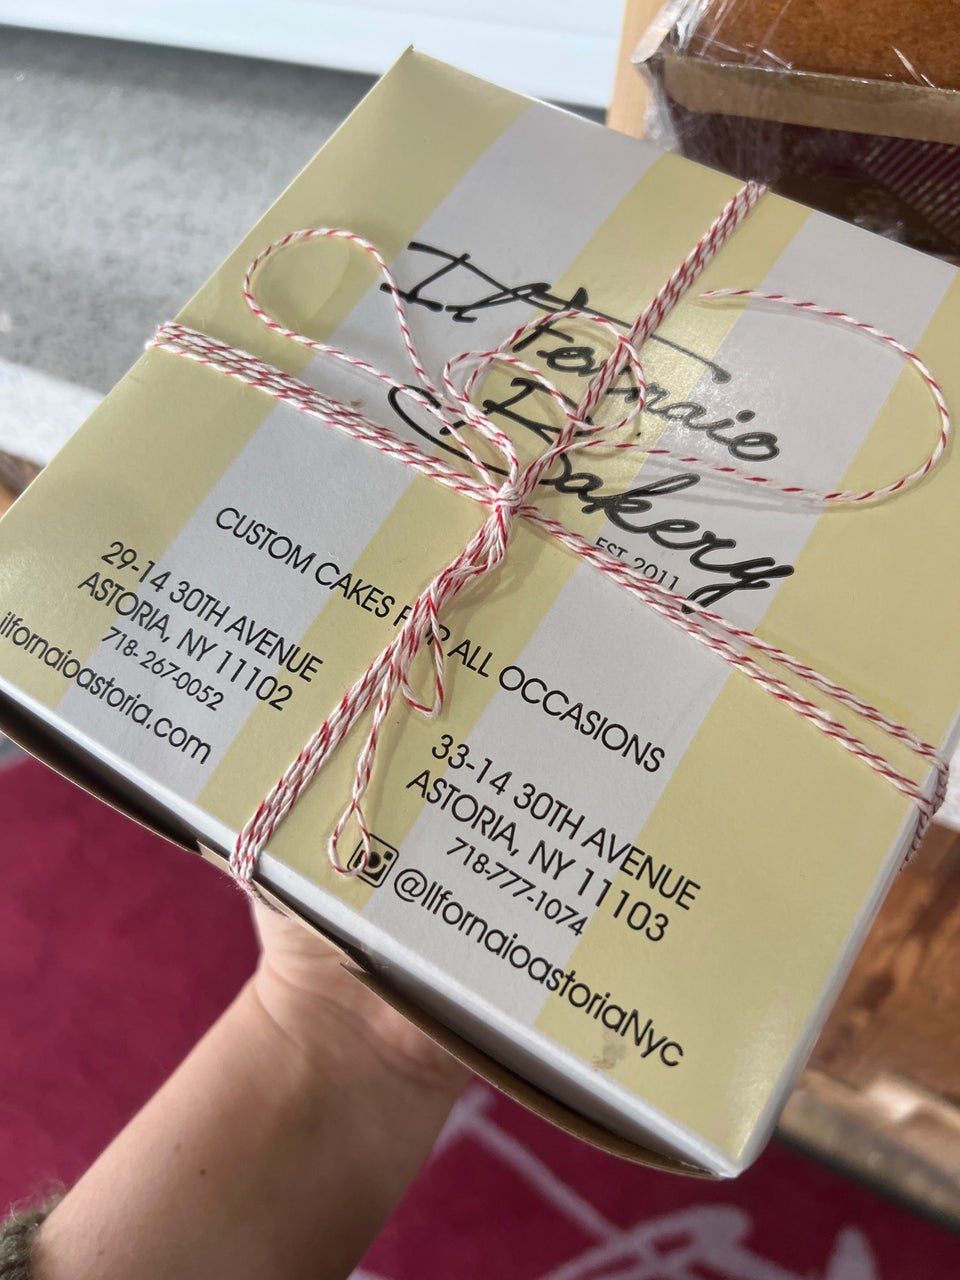 Il Fornaio
Bakery
EST. 2011
CUSTOM CAKES FOR ALL OCCASIONS
29-14 30TH AVENUE
ASTORIA, NY 11102
718-267-0052
ilfornaioastoria.com
33-14 30TH AVENUE
ASTORIA, NY 11103
718-777-1074
@IlfornaioastoriaNyc